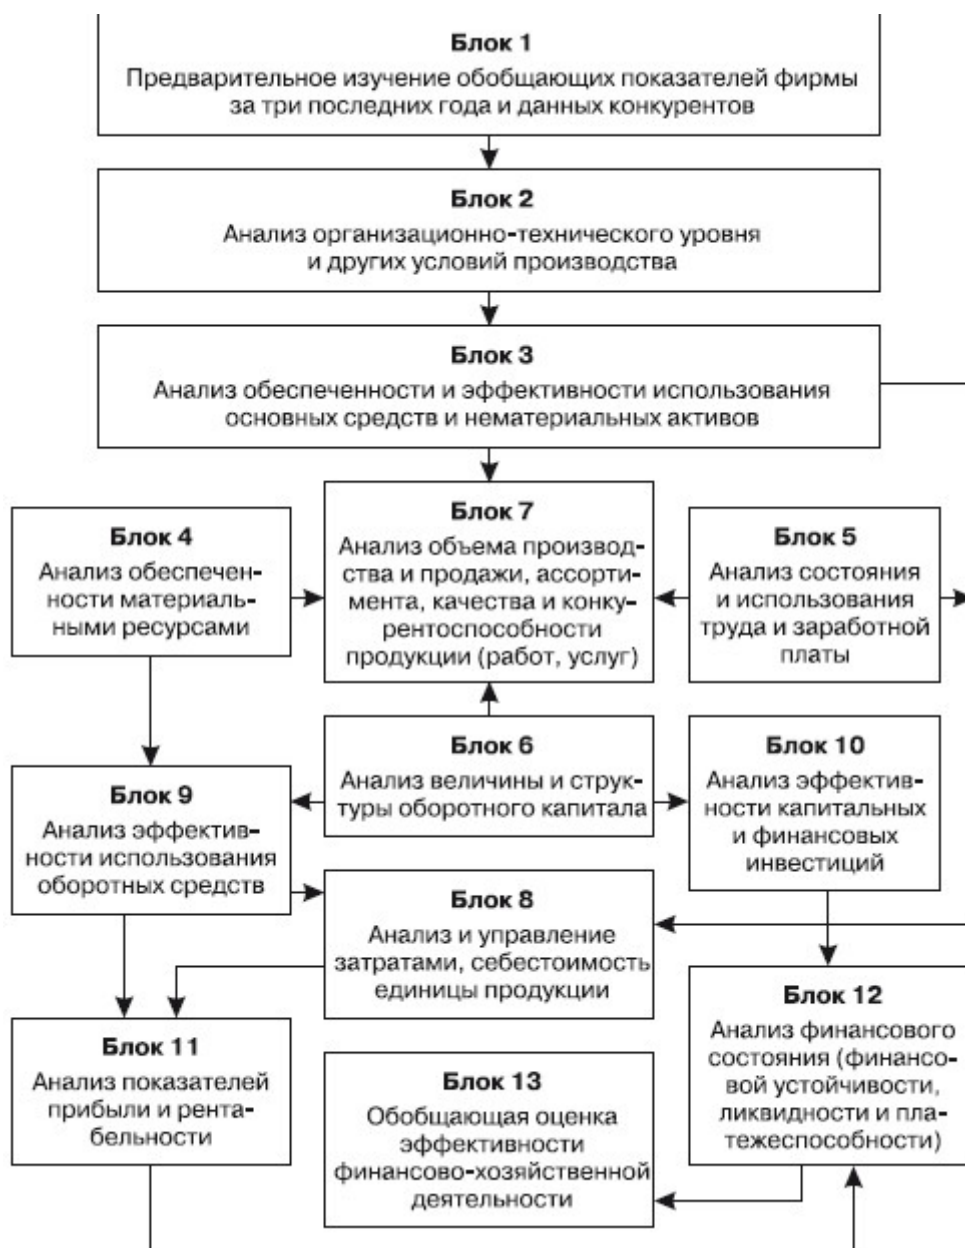 Блок 1
Предварительное изучение обобщающих показателей фирмы
за три последних года и данных конкурентов
Блок 2
Анализ организационно-технического уровня
и других условий производства
Блок 3
Анализ обеспеченности и эффективности использования
основных средств и нематериальных активов
Блок 4
Анализ обеспечен-
ности материаль-
ными ресурсами
Блок 7
Анализ объема производ-
ства и продажи, ассорти-
мента, качества и конку-
рентоспособности
продукции (работ, услуг)
Блок 5
Анализ состояния
и использования
труда и заработной
платы
Блок 9
Анализ эффектив-
ности использования
оборотных средств
Блок 6
Анализ величины и струк-
туры оборотного капитала
Блок 10
Анализ эффектив-
ности капитальных
и финансовых
инвестиций
Блок 8
Анализ и управление
затратами, себестоимость
единицы продукции
Блок 11
Анализ показателей
прибыли и рента-
бельности
Блок 13
Обобщающая оценка
эффективности
финансово-хозяйственной
деятельности
Блок 12
Анализ финансового
состояния (финансо-
вой устойчивости,
ликвидности и пла-
тежеспособности)